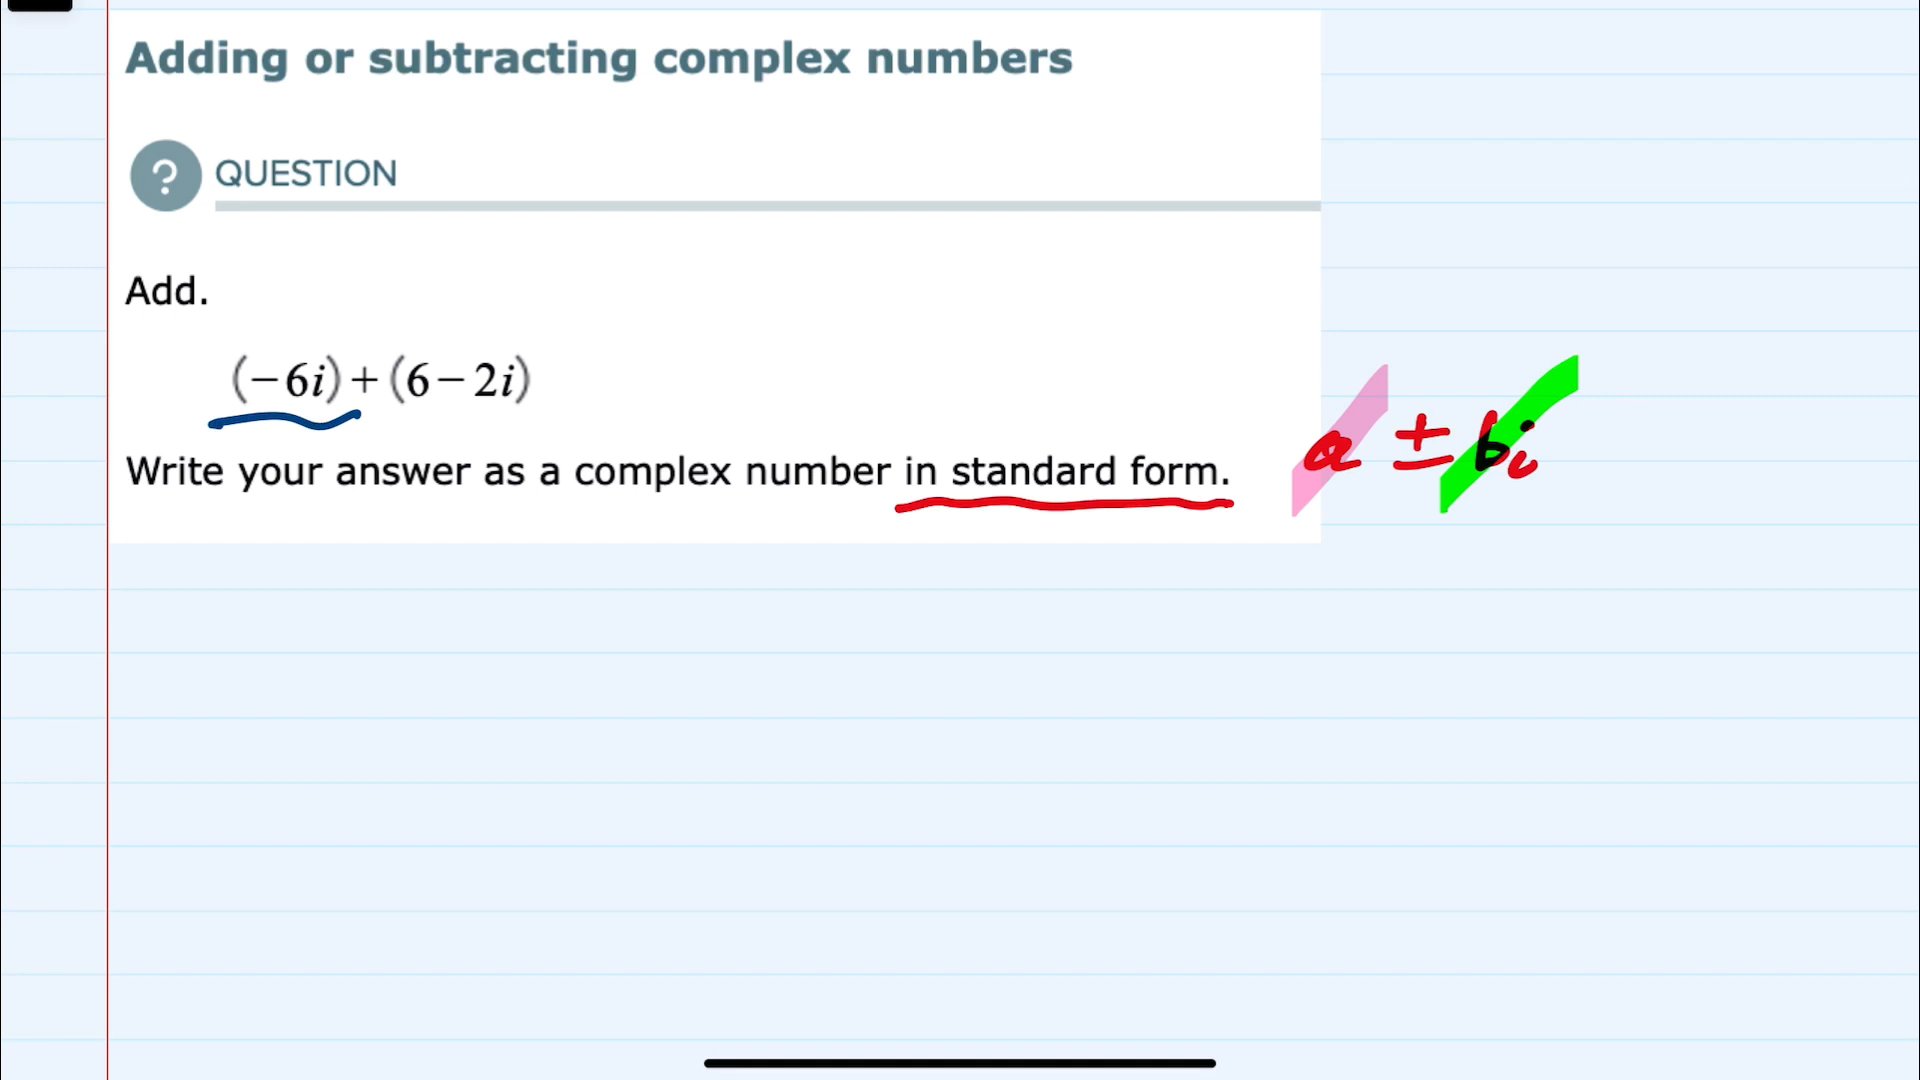 Adding or subtracting complex numbers
? QUESTION
Add.
(−6i)+(6−2i)
a ± bi
Write your answer as a complex number in standard form.